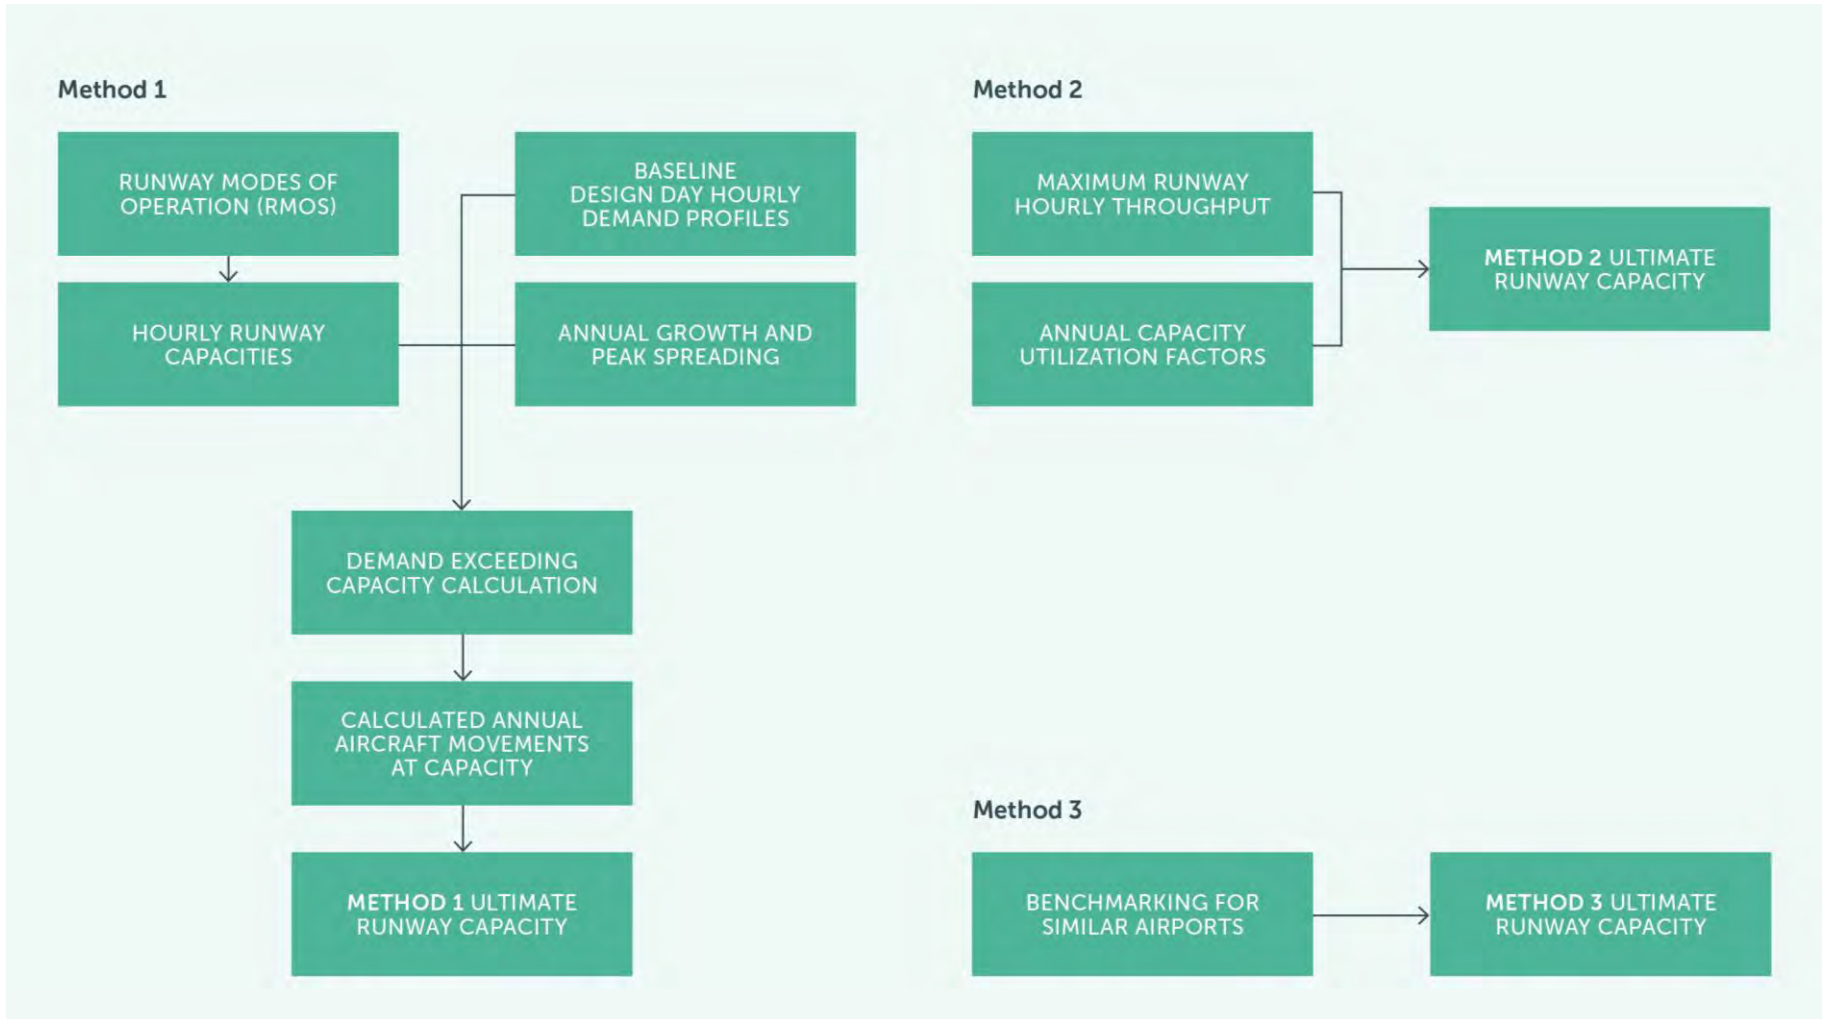 Method 1
RUNWAY MODES OF
OPERATION (RMOS)
HOURLY RUNWAY
CAPACITIES
BASELINE
DESIGN DAY HOURLY
DEMAND PROFILES
ANNUAL GROWTH AND
PEAK SPREADING
DEMAND EXCEEDING
CAPACITY CALCULATION
CALCULATED ANNUAL
AIRCRAFT MOVEMENTS
AT CAPACITY
METHOD 1 ULTIMATE
RUNWAY CAPACITY
Method 2
MAXIMUM RUNWAY
HOURLY THROUGHPUT
ANNUAL CAPACITY
UTILIZATION FACTORS
METHOD 2 ULTIMATE
RUNWAY CAPACITY
Method 3
BENCHMARKING FOR
SIMILAR AIRPORTS
METHOD 3 ULTIMATE
RUNWAY CAPACITY